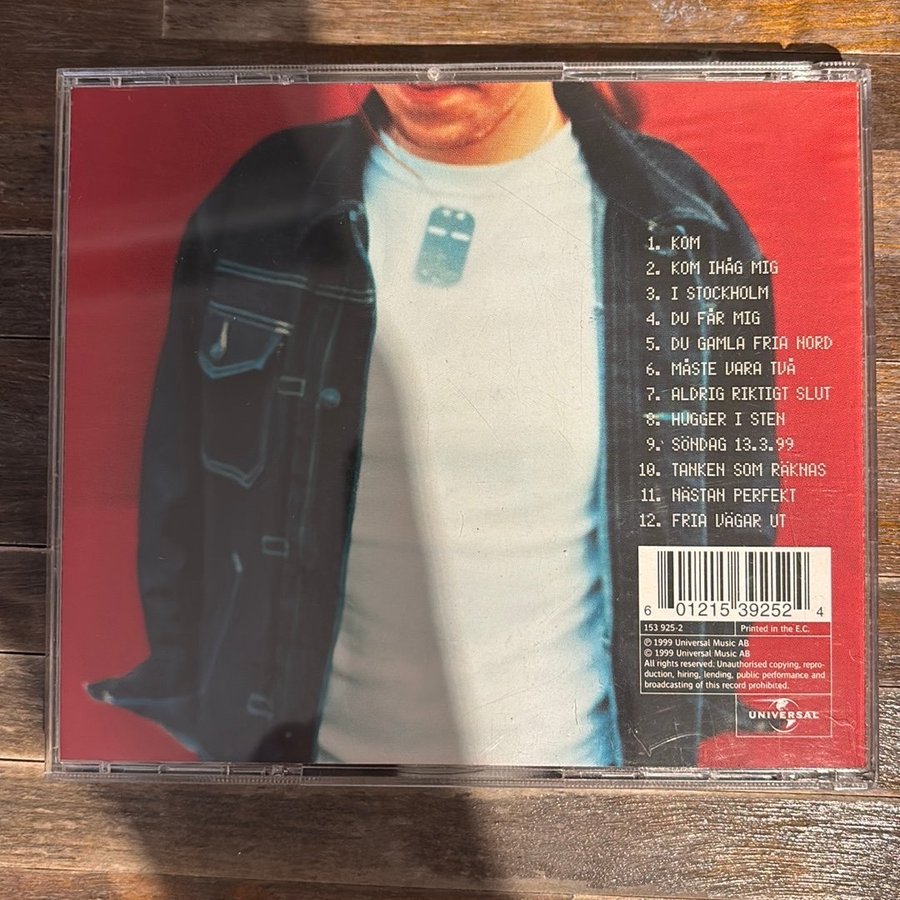 1. KOM
2. KOM IHÅG MIG
3. I STOCKHOLM
4. DU FÅR MIG
5. DU GAMLA FRIA NORD
6. MÅSTE VARA TVÅ
7. ALDRIG RIKTIGT SLUT
8. HUGGER I STEN
9. SÖNDAG 13.3.99
10. TANKEN SOM RÄKNAS
11. NÄSTAN PERFEKT
12. FRIA VÄGAR UT
6 01215 39252 4
153 925-2 Printed in the E.C.
℗ 1999 Universal Music AB
© 1999 Universal Music AB
All rights reserved. Unauthorised copying, repro-
duction, hiring, lending, public performance and
broadcasting of this record prohibited.
UNIVERSAL